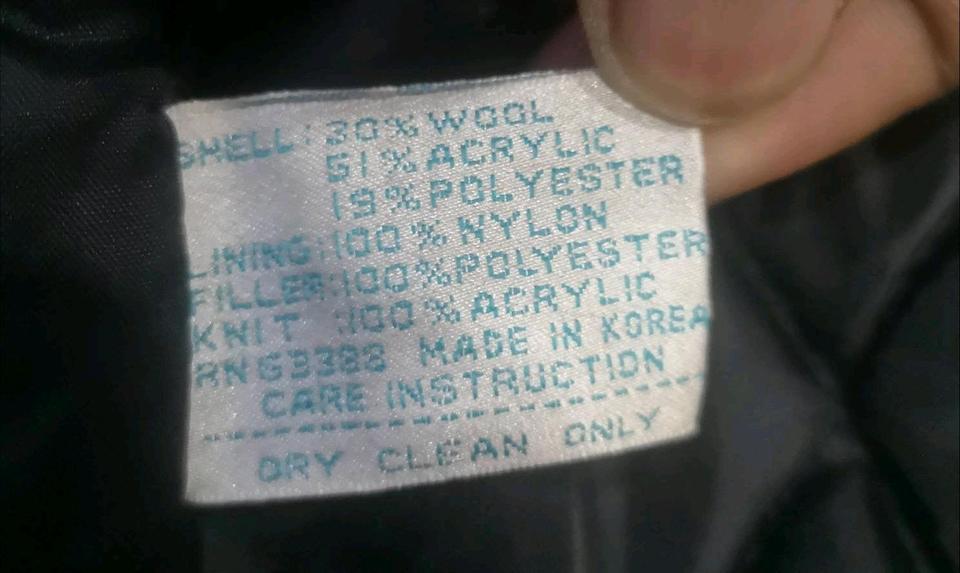 SHELL: 30% WOOL
51% ACRYLIC
19% POLYESTER
LINING: 100% NYLON
FILLER: 100% POLYESTER
KNIT : 100% ACRYLIC
MADE IN KOREA
CARE INSTRUCTION
DRY CLEAN ONLY